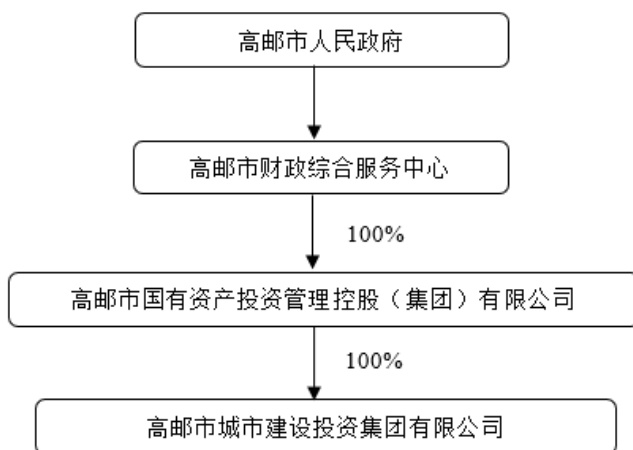 高邮市人民政府
高邮市财政综合服务中心
100%
高邮市国有资产投资管理控股（集团）有限公司
100%
高邮市城市建设投资集团有限公司